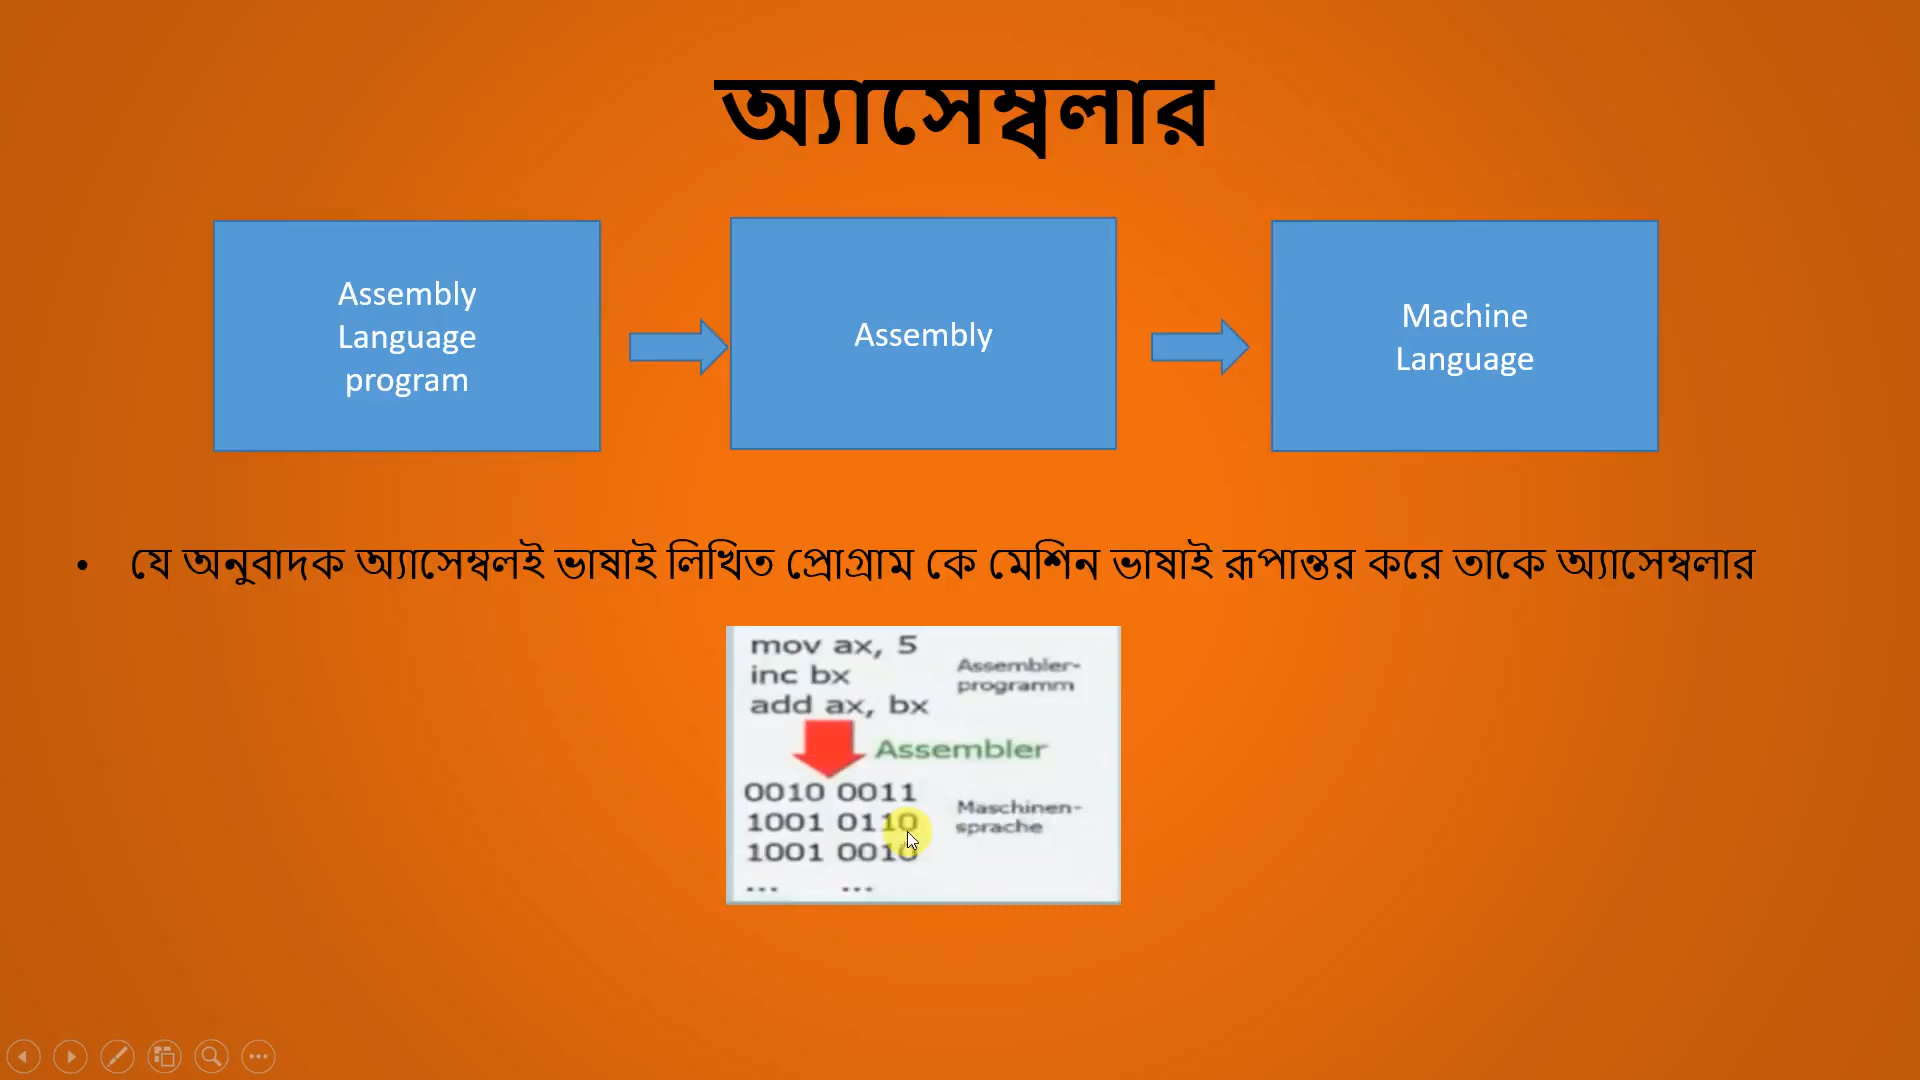 অ্যাসেম্বলার
Assembly
Language
program
Assembly
Machine
Language
• যে অনুবাদক অ্যাসেম্বলই ভাষাই লিখিত প্রোগ্রাম কে মেশিন ভাষাই রূপান্তর করে তাকে অ্যাসেম্বলার
mov ax, 5
inc bx
add ax, bx
Assembler-
programm
Assembler
0010 0011
1001 0110
1001 0010
... ...
Maschinen-
sprache